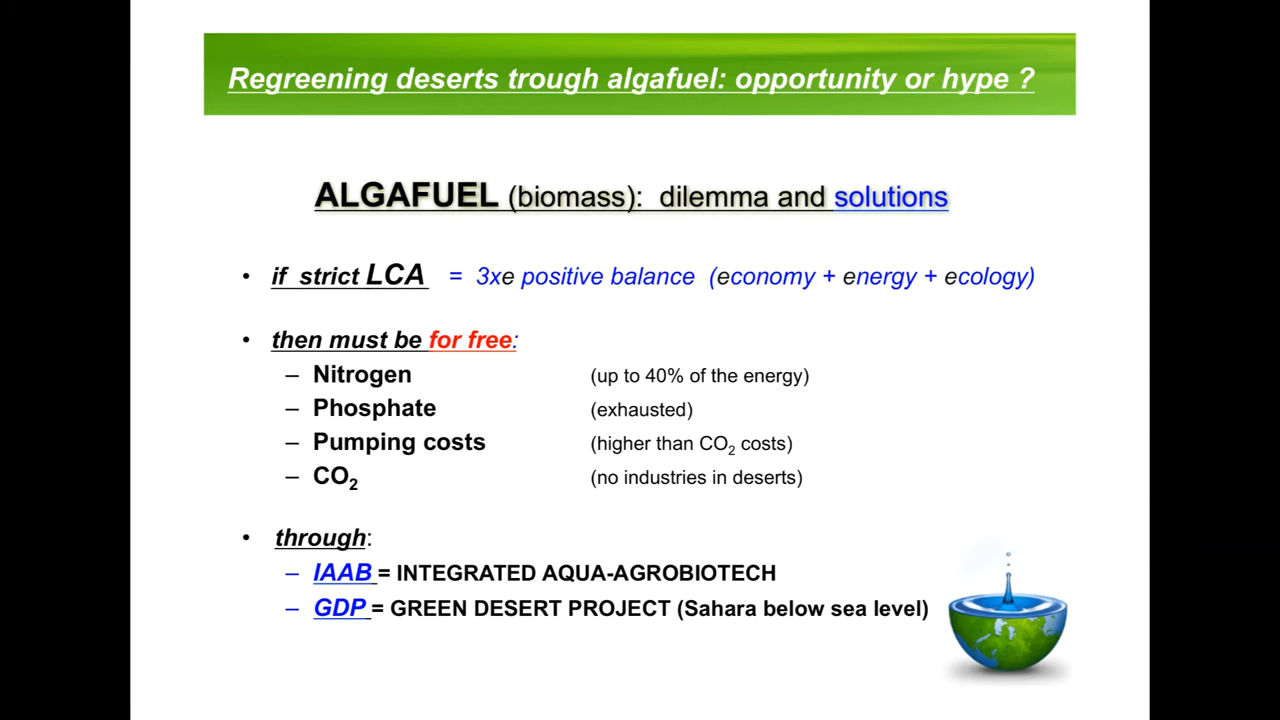 Regreening deserts trough algafuel: opportunity or hype ?
ALGAFUEL (biomass):  dilemma and solutions
• if  strict LCA  =  3xe positive balance  (economy + energy + ecology)
• then must be for free:
– Nitrogen (up to 40% of the energy)
– Phosphate (exhausted)
– Pumping costs (higher than CO₂ costs)
– CO₂ (no industries in deserts)
• through:
– IAAB = INTEGRATED AQUA-AGROBIOTECH
– GDP = GREEN DESERT PROJECT (Sahara below sea level)